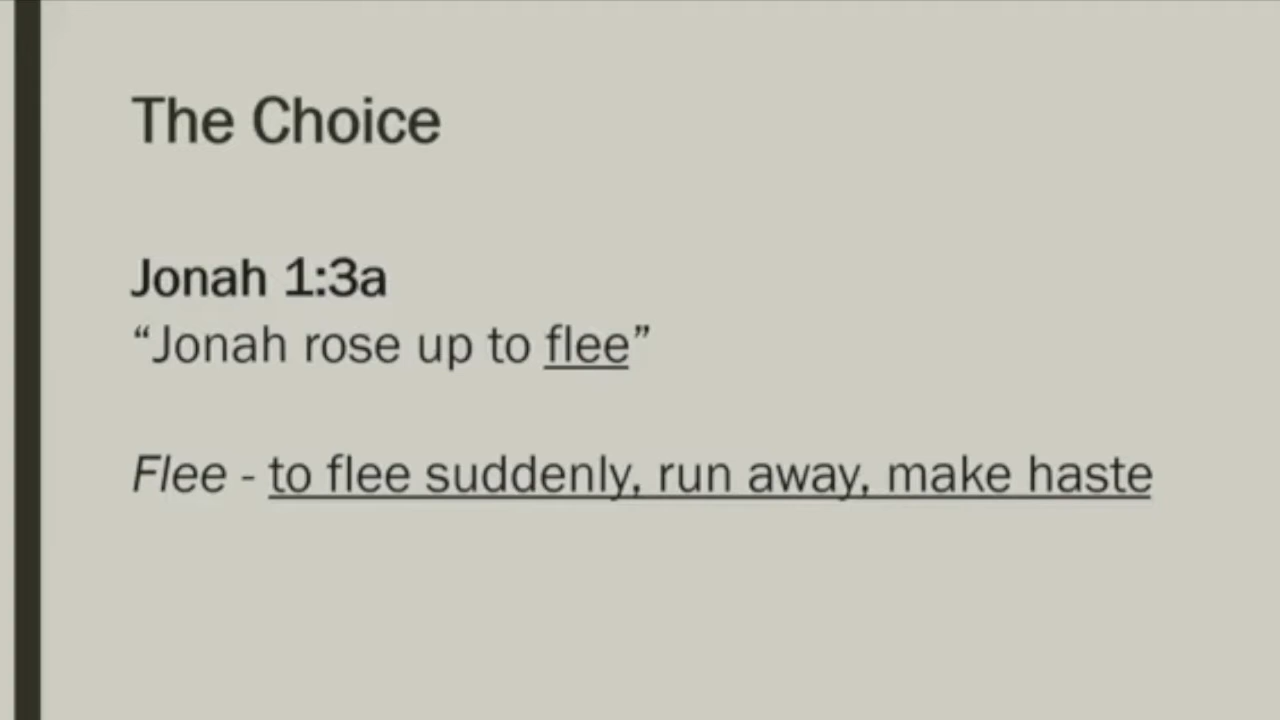 The Choice
Jonah 1:3a
“Jonah rose up to flee”
Flee - to flee suddenly, run away, make haste